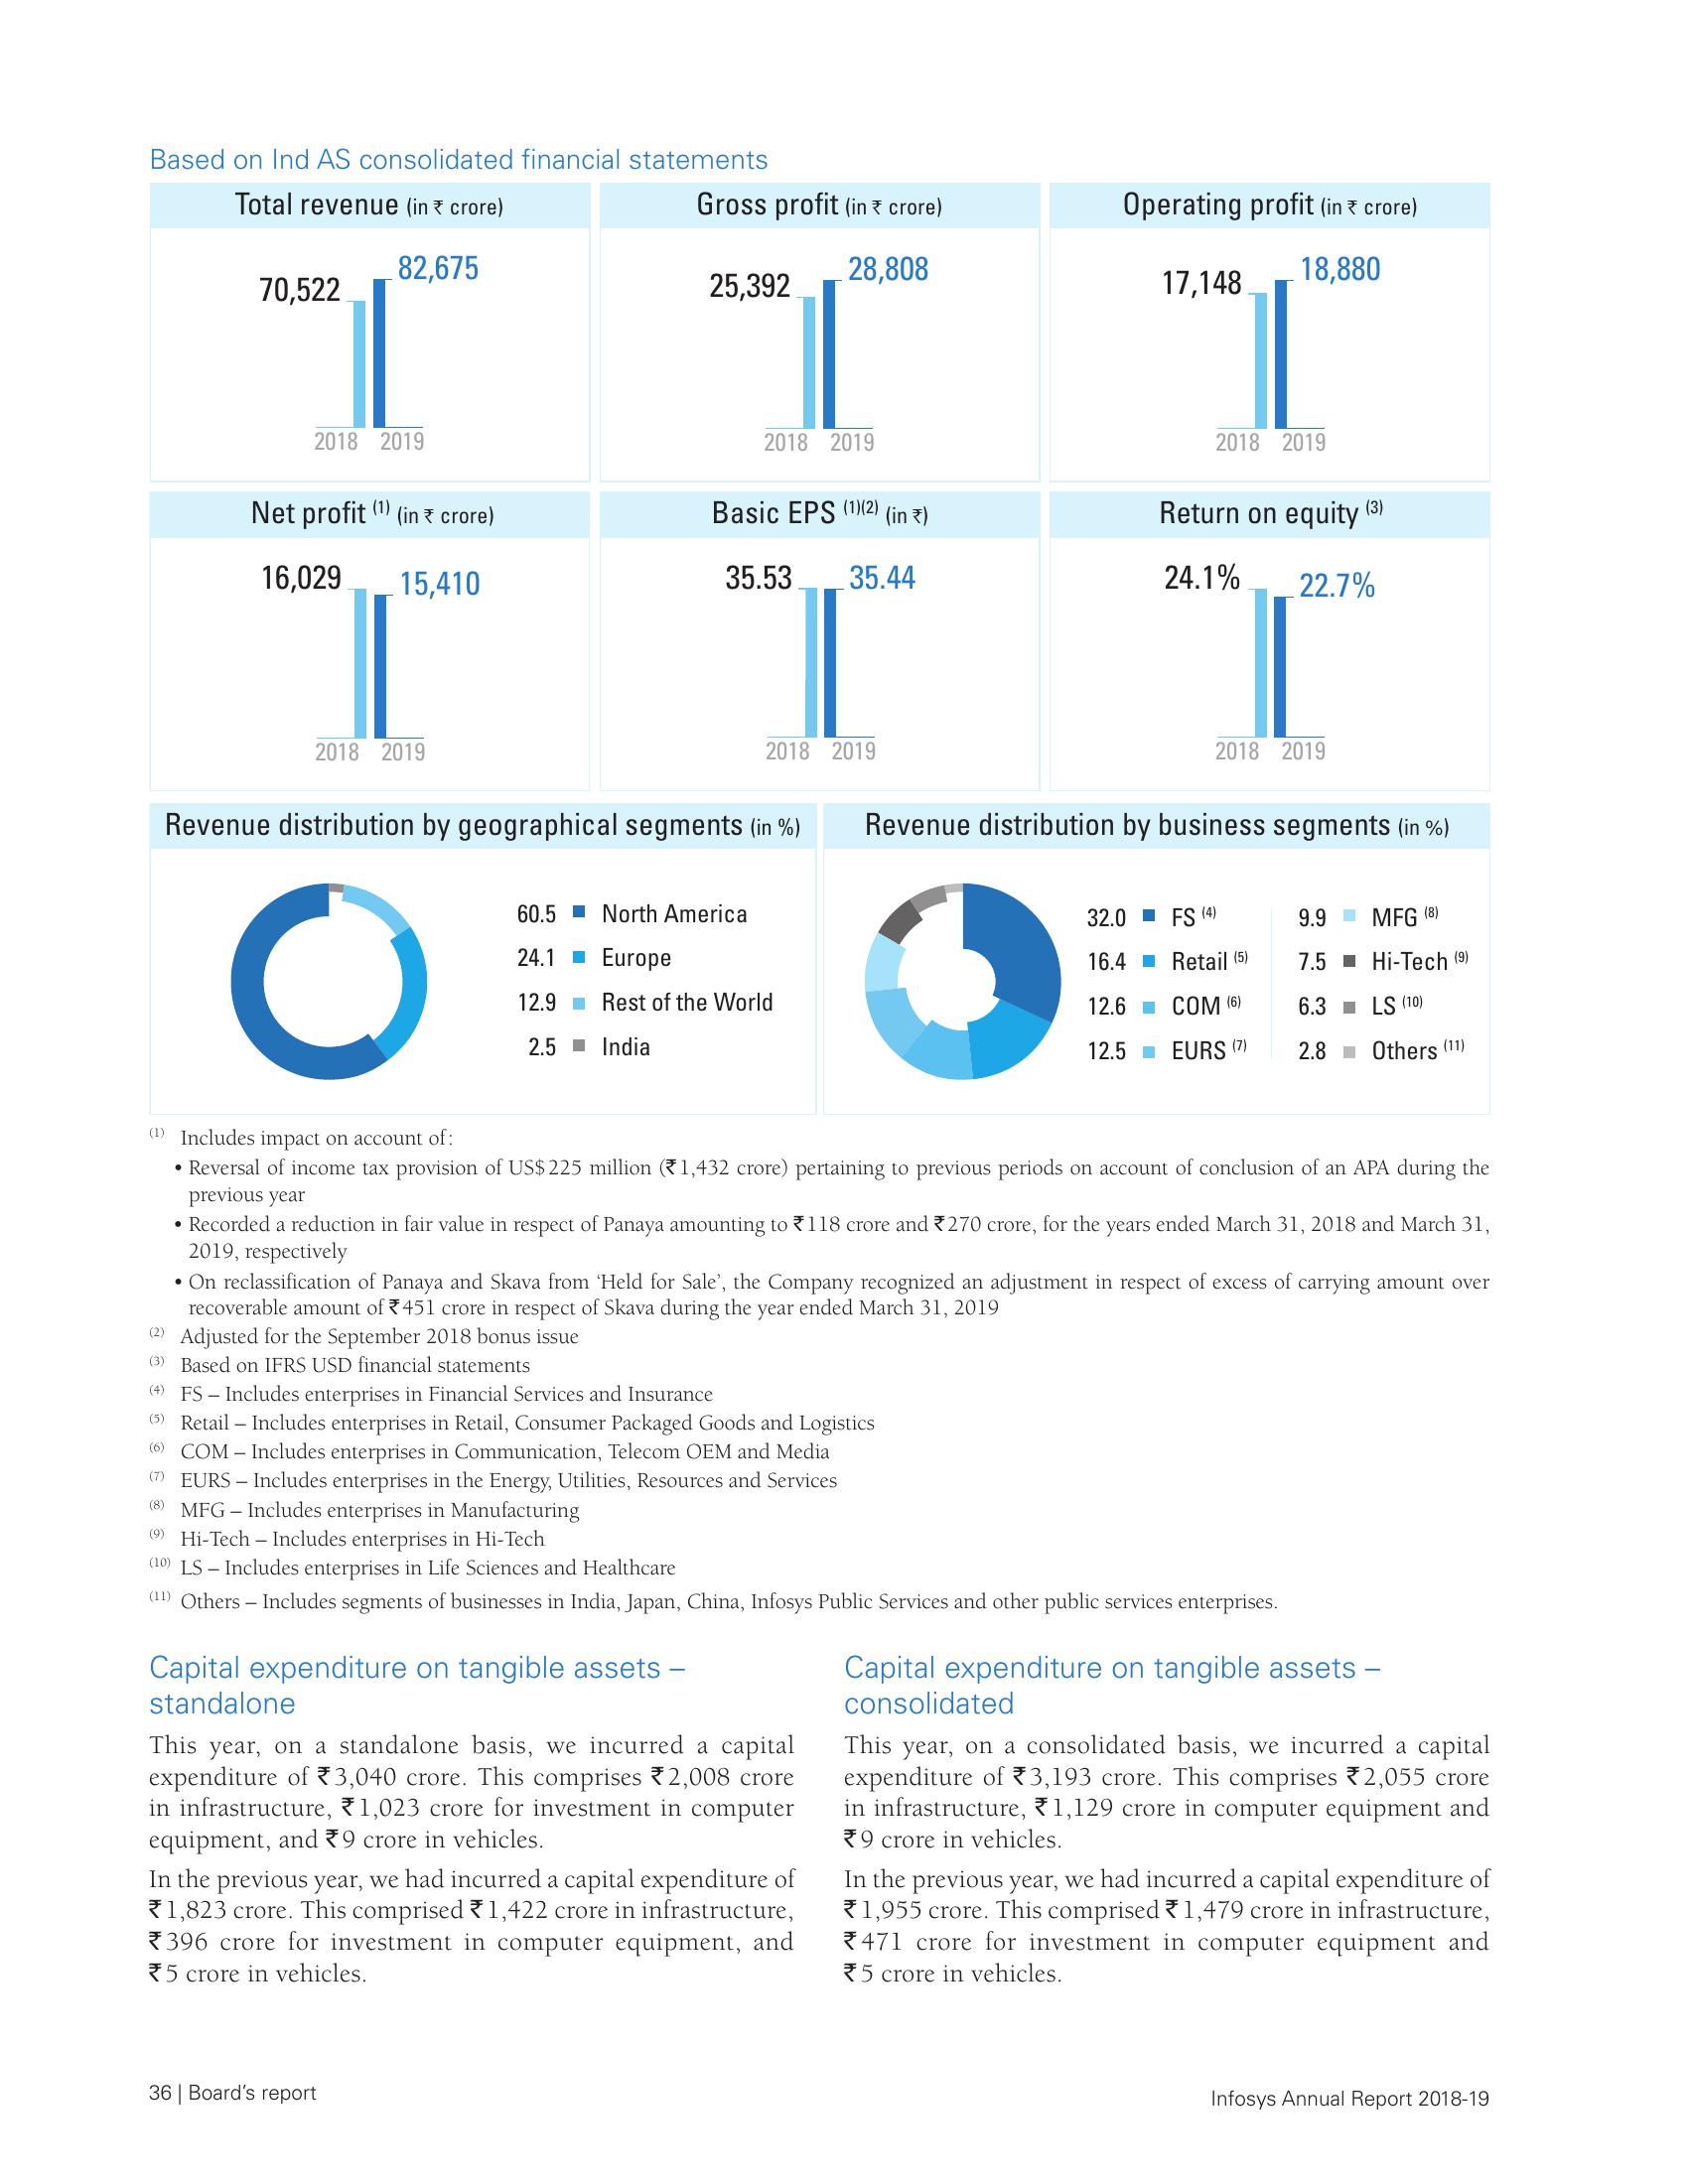 Based on Ind AS consolidated financial statements
Total revenue (in ₹ crore)
70,522
82,675
2018 2019
Gross profit (in ₹ crore)
25,392
28,808
2018 2019
Operating profit (in ₹ crore)
17,148
18,880
2018 2019
Net profit (1) (in ₹ crore)
16,029
15,410
2018 2019
Basic EPS (1)(2) (in ₹)
35.53
35.44
2018 2019
Return on equity (3)
24.1%
22.7%
2018 2019
Revenue distribution by geographical segments (in %)
60.5 North America
24.1 Europe
12.9 Rest of the World
2.5 India
Revenue distribution by business segments (in %)
32.0 FS (4)
16.4 Retail (5)
12.6 COM (6)
12.5 EURS (7)
9.9 MFG (8)
7.5 Hi-Tech (9)
6.3 LS (10)
2.8 Others (11)
(1) Includes impact on account of:
• Reversal of income tax provision of US$225 million (₹1,432 crore) pertaining to previous periods on account of conclusion of an APA during the
previous year
• Recorded a reduction in fair value in respect of Panaya amounting to ₹118 crore and ₹270 crore, for the years ended March 31, 2018 and March 31,
2019, respectively
• On reclassification of Panaya and Skava from ‘Held for Sale’, the Company recognized an adjustment in respect of excess of carrying amount over
recoverable amount of ₹451 crore in respect of Skava during the year ended March 31, 2019
(2) Adjusted for the September 2018 bonus issue
(3) Based on IFRS USD financial statements
(4) FS – Includes enterprises in Financial Services and Insurance
(5) Retail – Includes enterprises in Retail, Consumer Packaged Goods and Logistics
(6) COM – Includes enterprises in Communication, Telecom OEM and Media
(7) EURS – Includes enterprises in the Energy, Utilities, Resources and Services
(8) MFG – Includes enterprises in Manufacturing
(9) Hi-Tech – Includes enterprises in Hi-Tech
(10) LS – Includes enterprises in Life Sciences and Healthcare
(11) Others – Includes segments of businesses in India, Japan, China, Infosys Public Services and other public services enterprises.
Capital expenditure on tangible assets –
standalone
This year, on a standalone basis, we incurred a capital
expenditure of ₹3,040 crore. This comprises ₹2,008 crore
in infrastructure, ₹1,023 crore for investment in computer
equipment, and ₹9 crore in vehicles.
In the previous year, we had incurred a capital expenditure of
₹1,823 crore. This comprised ₹1,422 crore in infrastructure,
₹396 crore for investment in computer equipment, and
₹5 crore in vehicles.
Capital expenditure on tangible assets –
consolidated
This year, on a consolidated basis, we incurred a capital
expenditure of ₹3,193 crore. This comprises ₹2,055 crore
in infrastructure, ₹1,129 crore in computer equipment and
₹9 crore in vehicles.
In the previous year, we had incurred a capital expenditure of
₹1,955 crore. This comprised ₹1,479 crore in infrastructure,
₹471 crore for investment in computer equipment and
₹5 crore in vehicles.
36 | Board’s report
Infosys Annual Report 2018-19